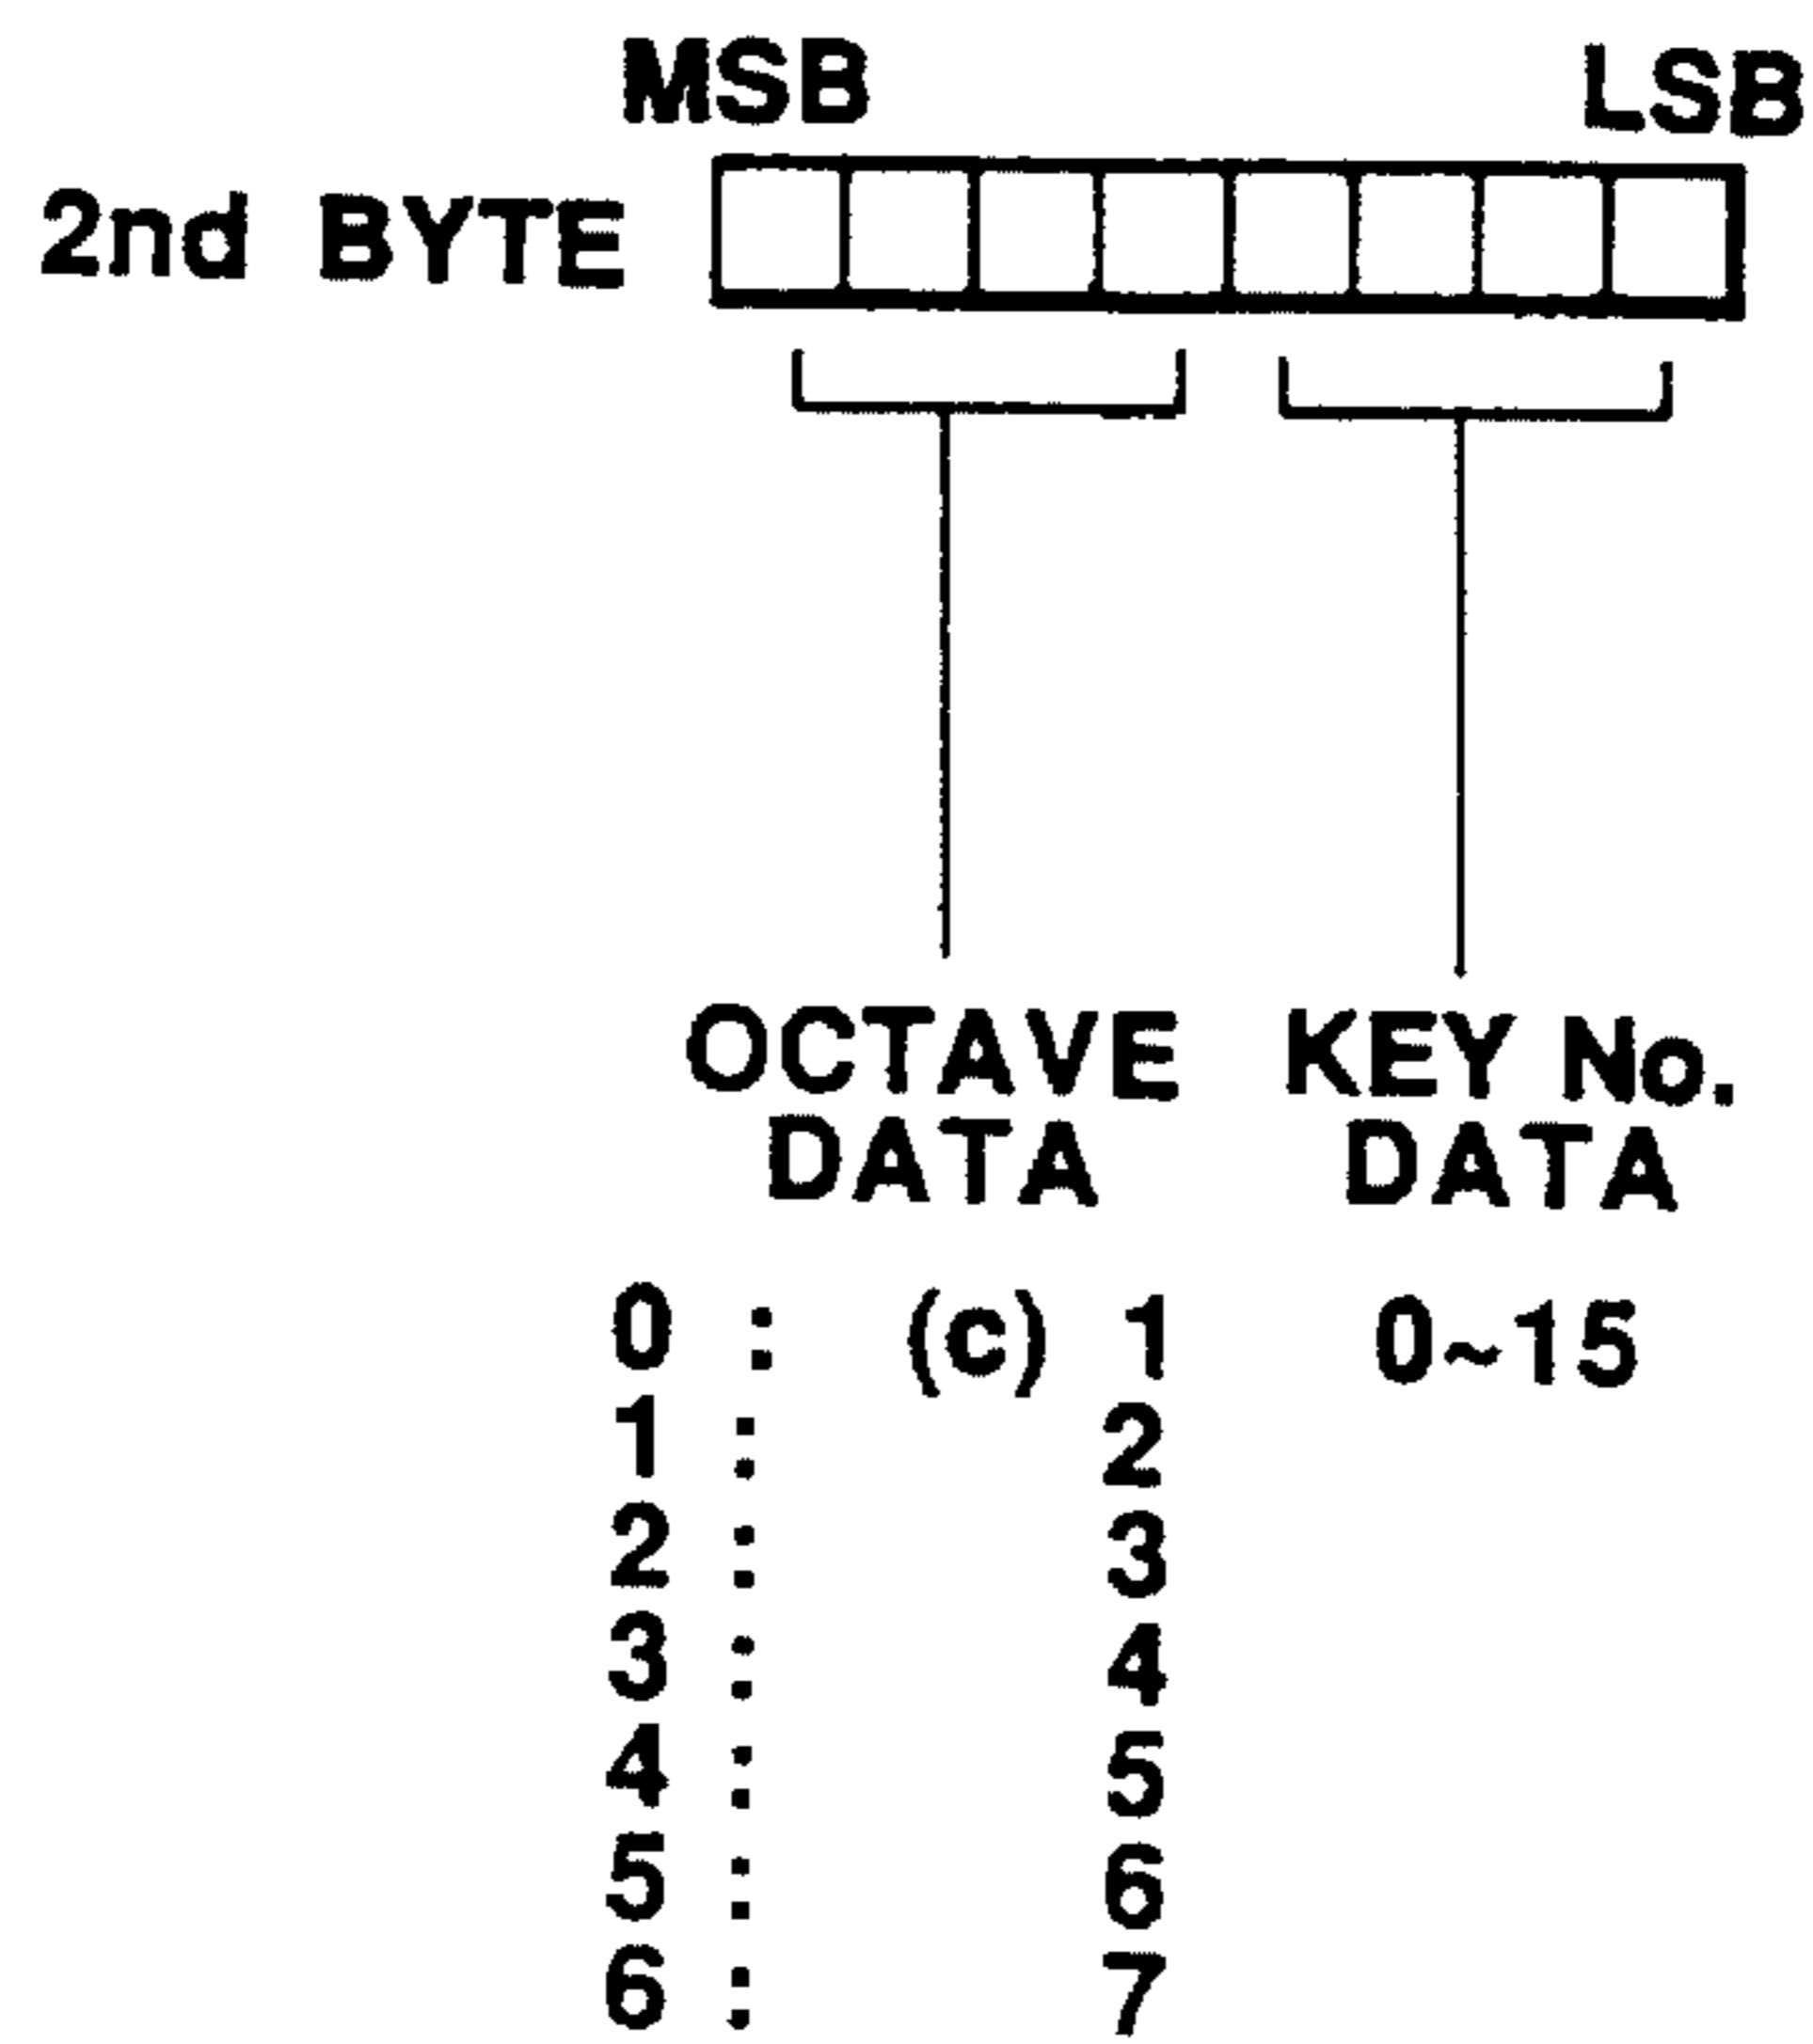 MSB LSB
2nd BYTE
OCTAVE KEY No.
DATA DATA
0 : (c) 1 0~15
1 : 2
2 : 3
3 : 4
4 : 5
5 : 6
6 : 7